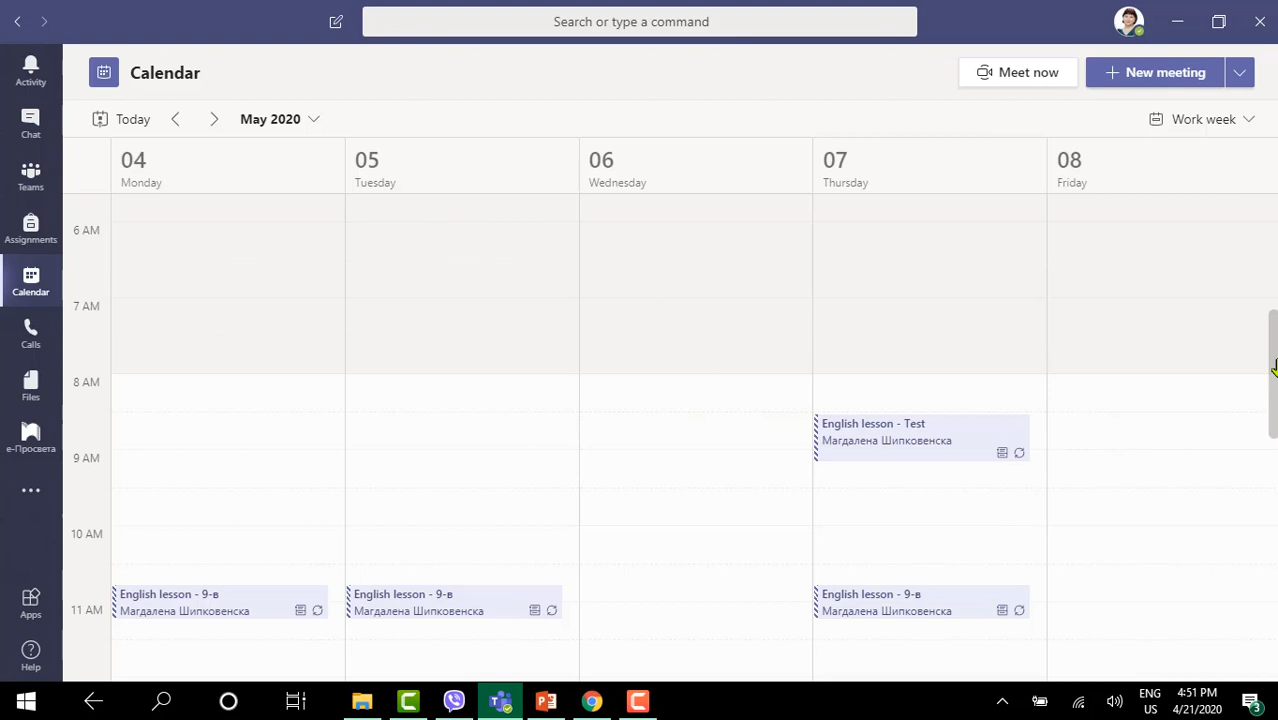 Search or type a command
Activity
Chat
Teams
Assignments
Calendar
Calls
Files
е-Просвета
Apps
Help
Calendar
Meet now
New meeting
Today
May 2020
Work week
04
Monday
05
Tuesday
06
Wednesday
07
Thursday
08
Friday
6 AM
7 AM
8 AM
English lesson - Test
Магдалена Шипковенска
9 AM
10 AM
English lesson - 9-в
Магдалена Шипковенска
English lesson - 9-в
Магдалена Шипковенска
English lesson - 9-в
Магдалена Шипковенска
11 AM
ENG
US
4:51 PM
4/21/2020
3